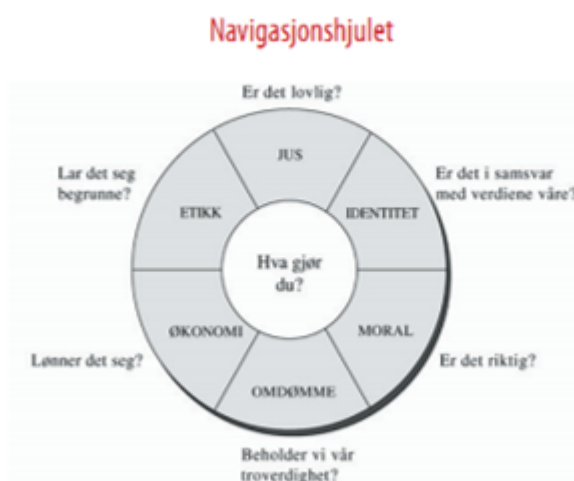 Navigasjonshjulet
Er det lovlig?
JUS
Lar det seg
begrunne?
Er det i samsvar
med verdiene våre?
ETIKK
IDENTITET
Hva gjør
du?
ØKONOMI
MORAL
Lønner det seg?
Er det riktig?
OMDØMME
Beholder vi vår
troverdighet?